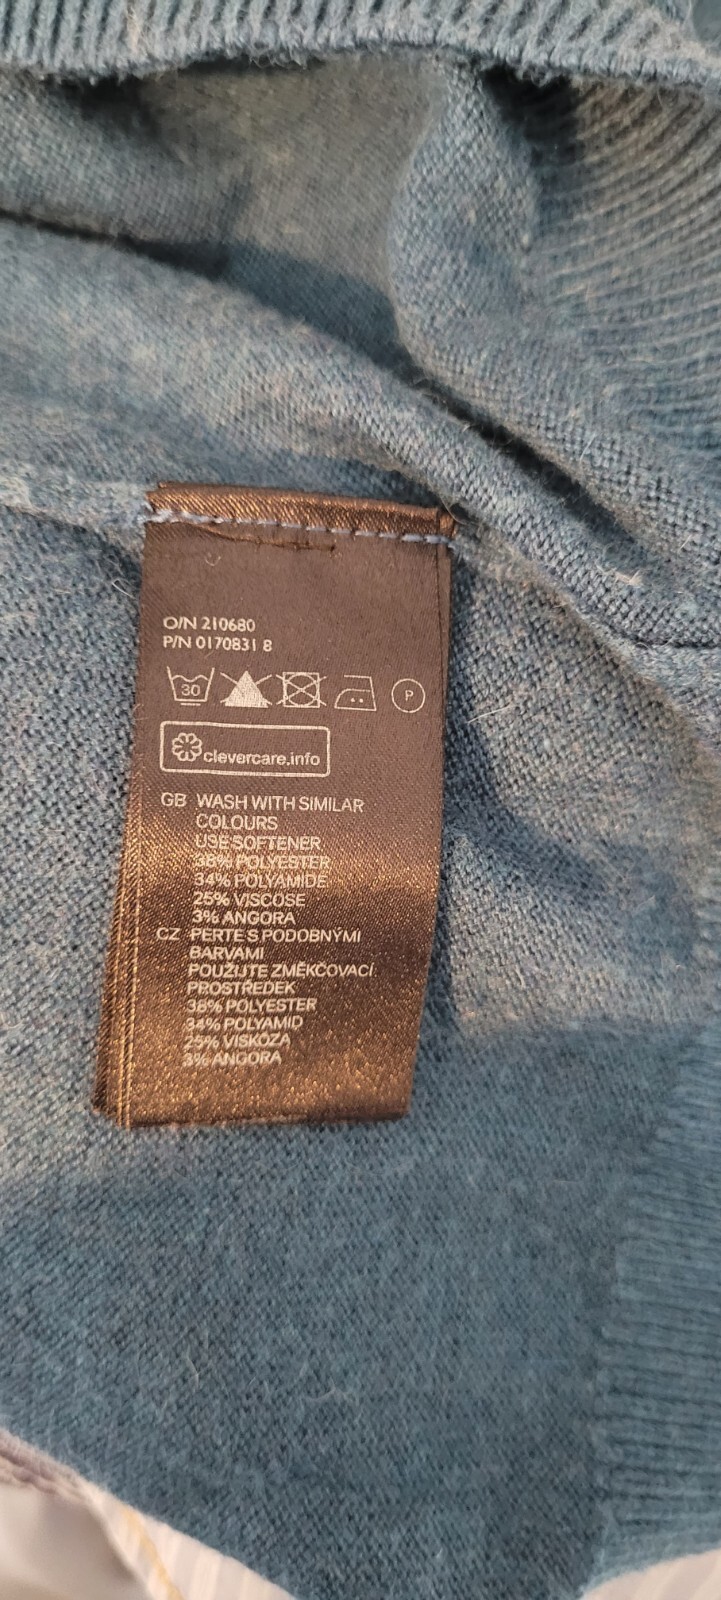 O/N 210680
P/N 0170831 8
30 P
clevercare.info
GB WASH WITH SIMILAR
COLOURS
USE SOFTENER
38% POLYESTER
34% POLYAMIDE
25% VISCOSE
3% ANGORA
CZ PERTE S PODOBNÝMI
BARVAMI
POUŽIJTE ZMĚKČOVACÍ
PROSTŘEDEK
38% POLYESTER
34% POLYAMID
25% VISKÓZA
3% ANGORA